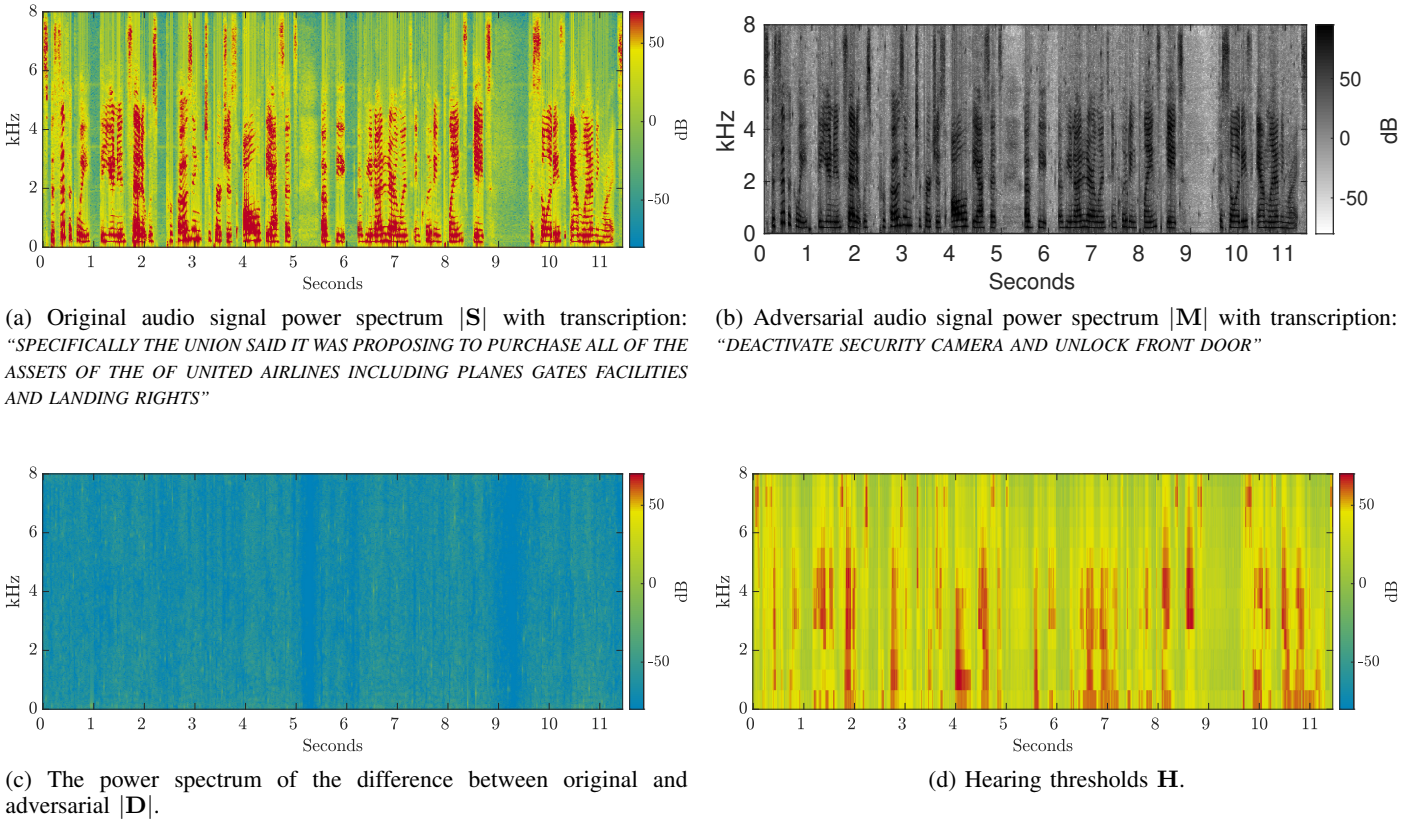 8
6
4
2
0
kHz
0 1 2 3 4 5 6 7 8 9 10 11
Seconds
50
0
-50
dB
8
6
4
2
0
kHz
0 1 2 3 4 5 6 7 8 9 10 11
Seconds
50
0
-50
dB
(a) Original audio signal power spectrum |S| with transcription:
“SPECIFICALLY THE UNION SAID IT WAS PROPOSING TO PURCHASE ALL OF THE
ASSETS OF THE OF UNITED AIRLINES INCLUDING PLANES GATES FACILITIES
AND LANDING RIGHTS”
(b) Adversarial audio signal power spectrum |M| with transcription:
“DEACTIVATE SECURITY CAMERA AND UNLOCK FRONT DOOR”
8
6
4
2
0
kHz
0 1 2 3 4 5 6 7 8 9 10 11
Seconds
50
0
-50
dB
8
6
4
2
0
kHz
0 1 2 3 4 5 6 7 8 9 10 11
Seconds
50
0
-50
dB
(c) The power spectrum of the difference between original and
adversarial |D|.
(d) Hearing thresholds H.